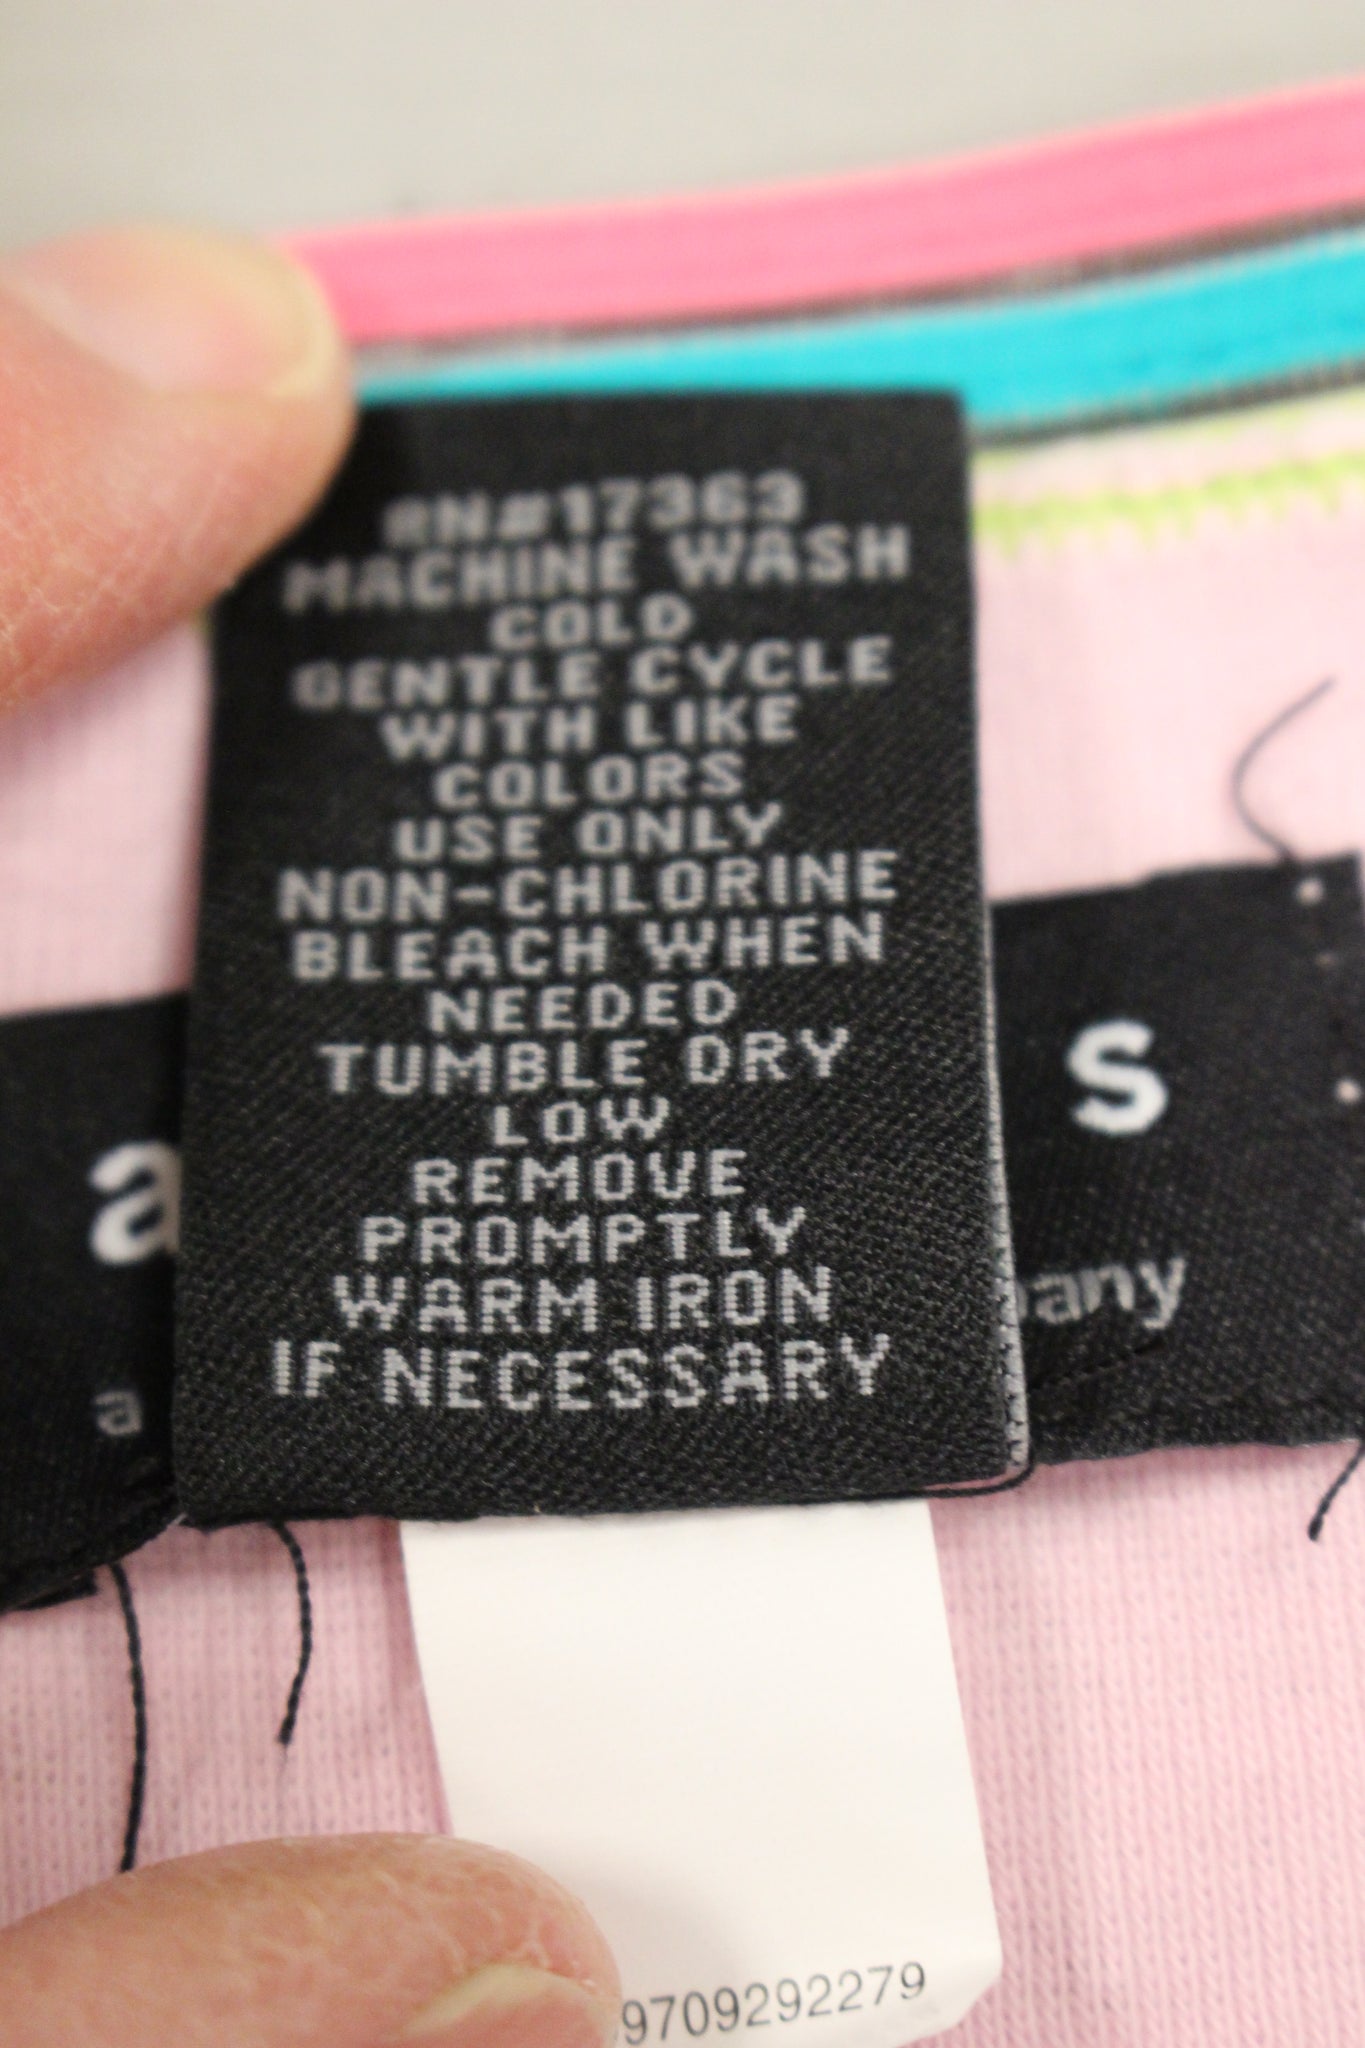 RN#17363
MACHINE WASH
COLD
GENTLE CYCLE
WITH LIKE
COLORS
USE ONLY
NON-CHLORINE
BLEACH WHEN
NEEDED
TUMBLE DRY
LOW
REMOVE
PROMPTLY
WARM IRON
IF NECESSARY
a s
a any
9709292279